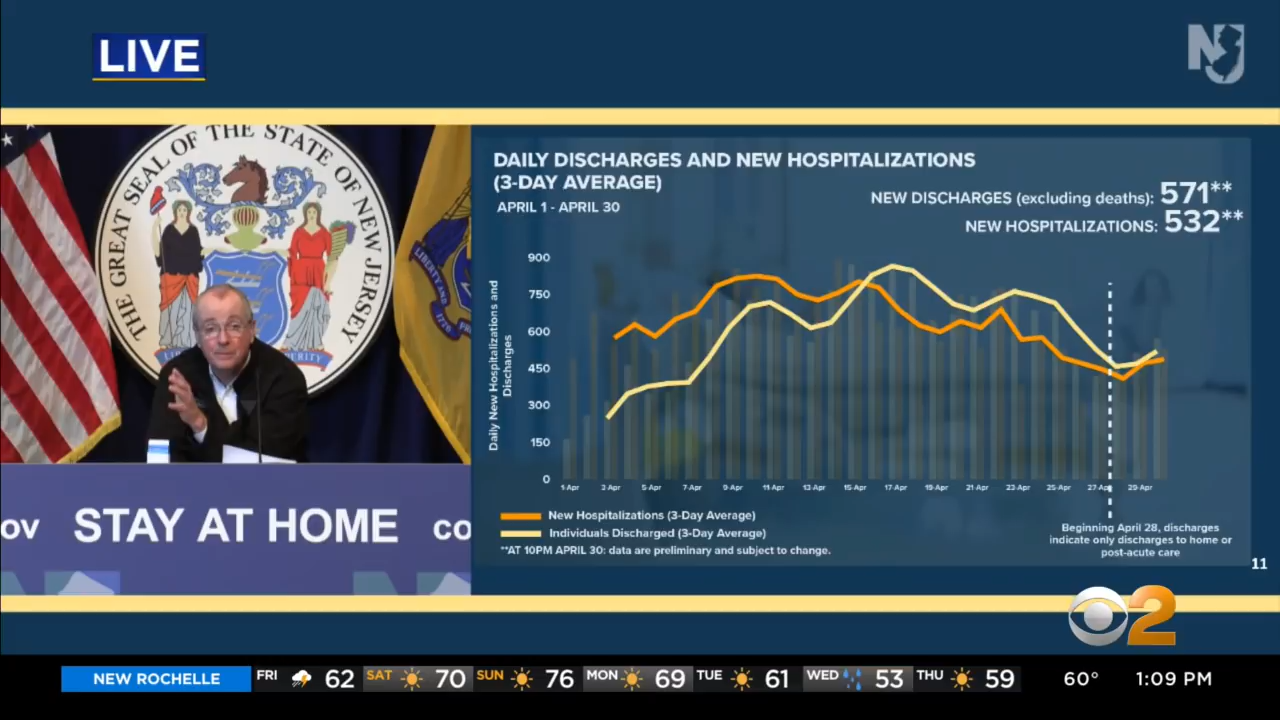 LIVE
NJ
THE GREAT SEAL OF THE STATE OF NEW JERSEY
LIBERTY AND
1776
PERITY
ov STAY AT HOME co
DAILY DISCHARGES AND NEW HOSPITALIZATIONS
(3-DAY AVERAGE)
APRIL 1 - APRIL 30
NEW DISCHARGES (excluding deaths): 571**
NEW HOSPITALIZATIONS: 532**
Daily New Hospitalizations and
Discharges
900
750
600
450
300
150
0
1-Apr 3-Apr 5-Apr 7-Apr 9-Apr 11-Apr 13-Apr 15-Apr 17-Apr 19-Apr 21-Apr 23-Apr 25-Apr 27-Apr 29-Apr
New Hospitalizations (3-Day Average)
Individuals Discharged (3-Day Average)
**AT 10PM APRIL 30: data are preliminary and subject to change.
Beginning April 28, discharges
indicate only discharges to home or
post-acute care
11
2
NEW ROCHELLE FRI 62 SAT 70 SUN 76 MON 69 TUE 61 WED 53 THU 59 60° 1:09 PM